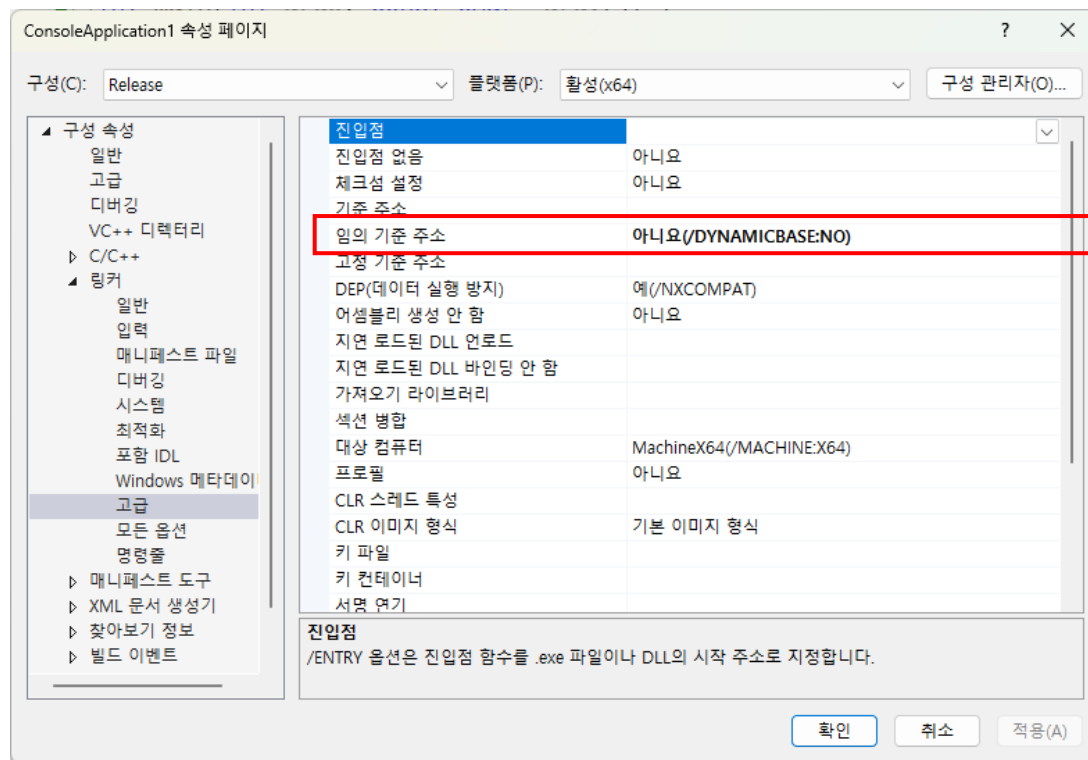 ConsoleApplication1 속성 페이지 ? ×
구성(C): Release 플랫폼(P): 활성(x64) 구성 관리자(O)...
구성 속성
일반
고급
디버깅
VC++ 디렉터리
C/C++
링커
일반
입력
매니페스트 파일
디버깅
시스템
최적화
포함 IDL
Windows 메타데이
고급
모든 옵션
명령줄
매니페스트 도구
XML 문서 생성기
찾아보기 정보
빌드 이벤트
진입점
진입점 없음 아니요
체크섬 설정 아니요
기준 주소
임의 기준 주소 아니요(/DYNAMICBASE:NO)
고정 기준 주소
DEP(데이터 실행 방지) 예(/NXCOMPAT)
어셈블리 생성 안 함 아니요
지연 로드된 DLL 언로드
지연 로드된 DLL 바인딩 안 함
가져오기 라이브러리
섹션 병합
대상 컴퓨터 MachineX64(/MACHINE:X64)
프로필 아니요
CLR 스레드 특성
CLR 이미지 형식 기본 이미지 형식
키 파일
키 컨테이너
서명 연기
진입점
/ENTRY 옵션은 진입점 함수를 .exe 파일이나 DLL의 시작 주소로 지정합니다.
확인 취소 적용(A)